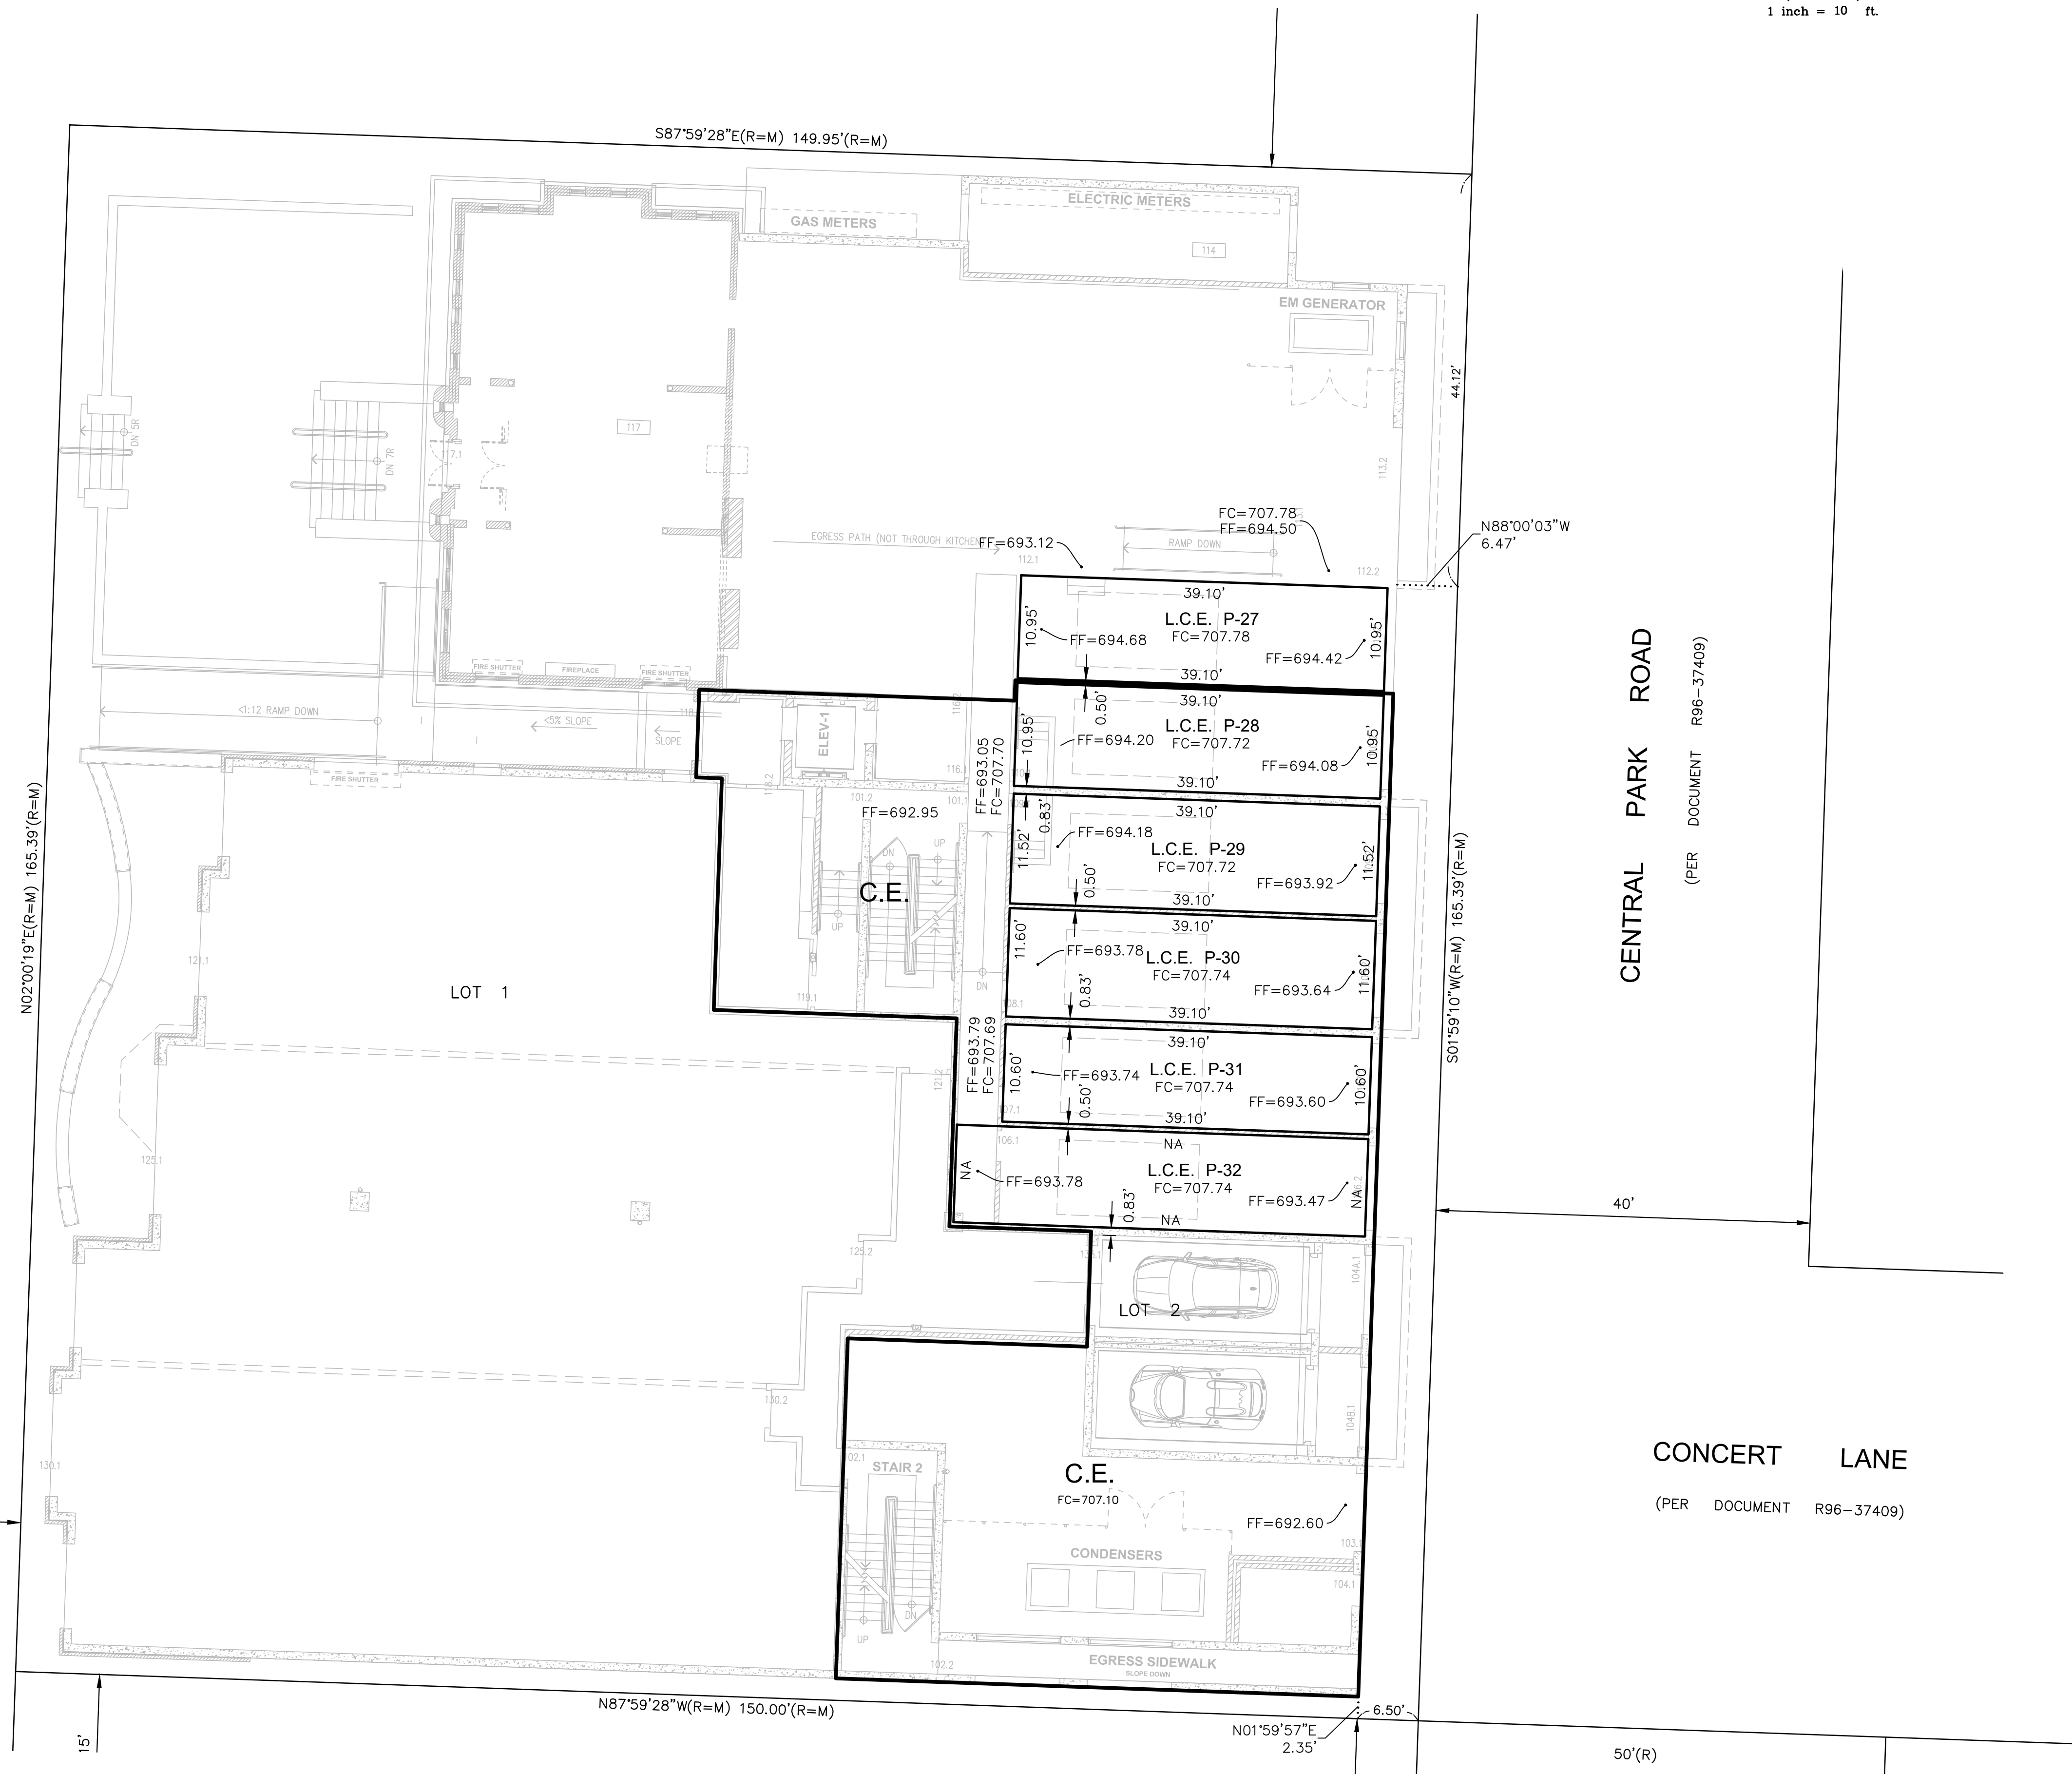 1 inch = 10 ft.
S87°59'28"E(R=M) 149.95'(R=M)
GAS METERS
ELECTRIC METERS
114
EM GENERATOR
44.12'
DN 5R
DN 7R
117
117.1
113.2
FC=707.78
FF=694.50
N88°00'03"W
6.47'
EGRESS PATH (NOT THROUGH KITCHEN
FF=693.12
RAMP DOWN
112.1
112.2
39.10'
L.C.E. P-27
FC=707.78
10.95'
FF=694.68
FF=694.42
10.95'
39.10'
CENTRAL PARK ROAD
(PER DOCUMENT R96-37409)
FIRE SHUTTER
FIREPLACE
FIRE SHUTTER
<1:12 RAMP DOWN
<5% SLOPE
SLOPE
118.2
ELEV-1
116.2
116.1
FF=693.05
FC=707.70
39.10'
0.50'
L.C.E. P-28
FC=707.72
10.95'
FF=694.20
FF=694.08
10.95'
39.10'
FIRE SHUTTER
N02°00'19"E(R=M) 165.39'(R=M)
101.2
101.1
FF=692.95
39.10'
0.83'
11.52'
FF=694.18
L.C.E. P-29
FC=707.72
FF=693.92
11.52'
0.50'
39.10'
S01°59'10"W(R=M) 165.39'(R=M)
DN
UP
C.E.
UP
39.10'
11.60'
FF=693.78
L.C.E. P-30
FC=707.74
FF=693.64
11.60'
0.83'
39.10'
DN
121.1
LOT 1
119.1
108.1
FF=693.79
FC=707.69
39.10'
10.60'
FF=693.74
L.C.E. P-31
FC=707.74
FF=693.60
10.60'
0.50'
39.10'
121.2
107.1
106.1
125.1
NA
NA
FF=693.78
L.C.E. P-32
FC=707.74
FF=693.47
NA
0.83'
NA
40'
125.2
104A.1
LOT 2
130.2
104B.1
130.1
102.1
STAIR 2
C.E.
FC=707.10
FF=692.60
CONCERT LANE
(PER DOCUMENT R96-37409)
103.1
CONDENSERS
104.1
DN
UP
102.2
EGRESS SIDEWALK
SLOPE DOWN
N87°59'28"W(R=M) 150.00'(R=M)
6.50'
N01°59'57"E
2.35'
15'
50'(R)